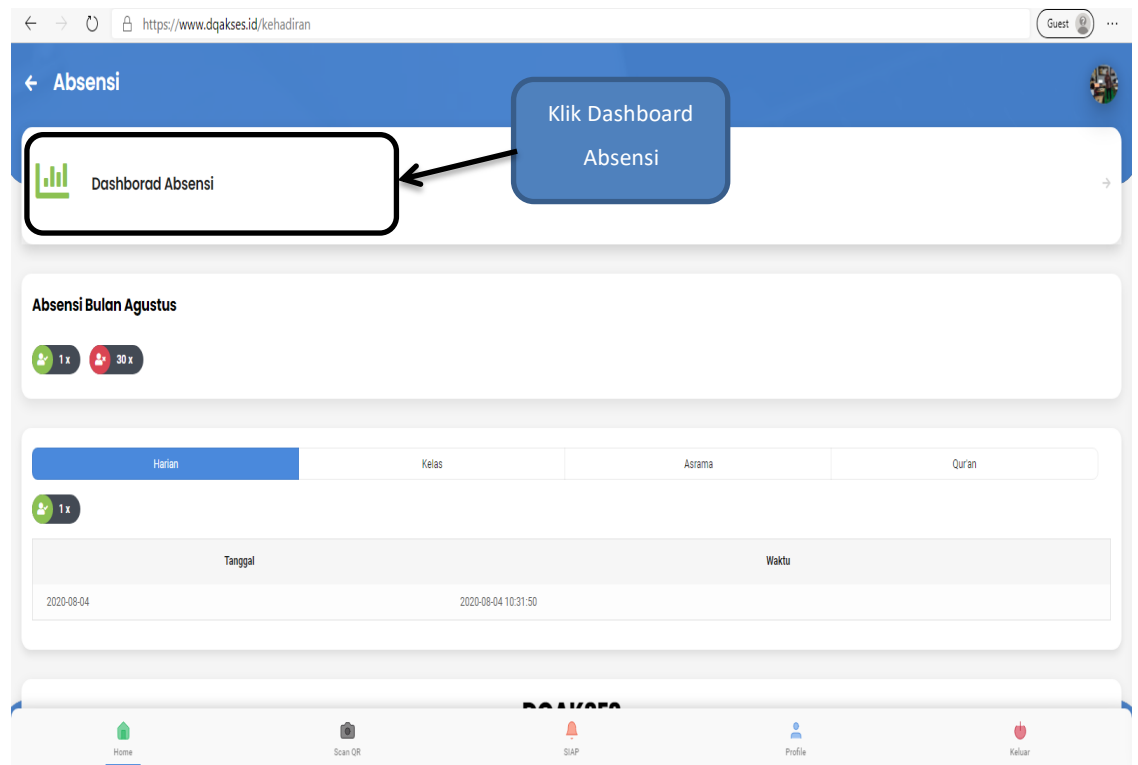 https://www.dqakses.id/kehadiran
Guest
Absensi
Klik Dashboard
Absensi
Dashborad Absensi
Absensi Bulan Agustus
1 x
30 x
Harian
Kelas
Asrama
Qur'an
1 x
Tanggal
Waktu
2020-08-04
2020-08-04 10:31:50
DQAKSES
Home
Scan QR
SIAP
Profile
Keluar